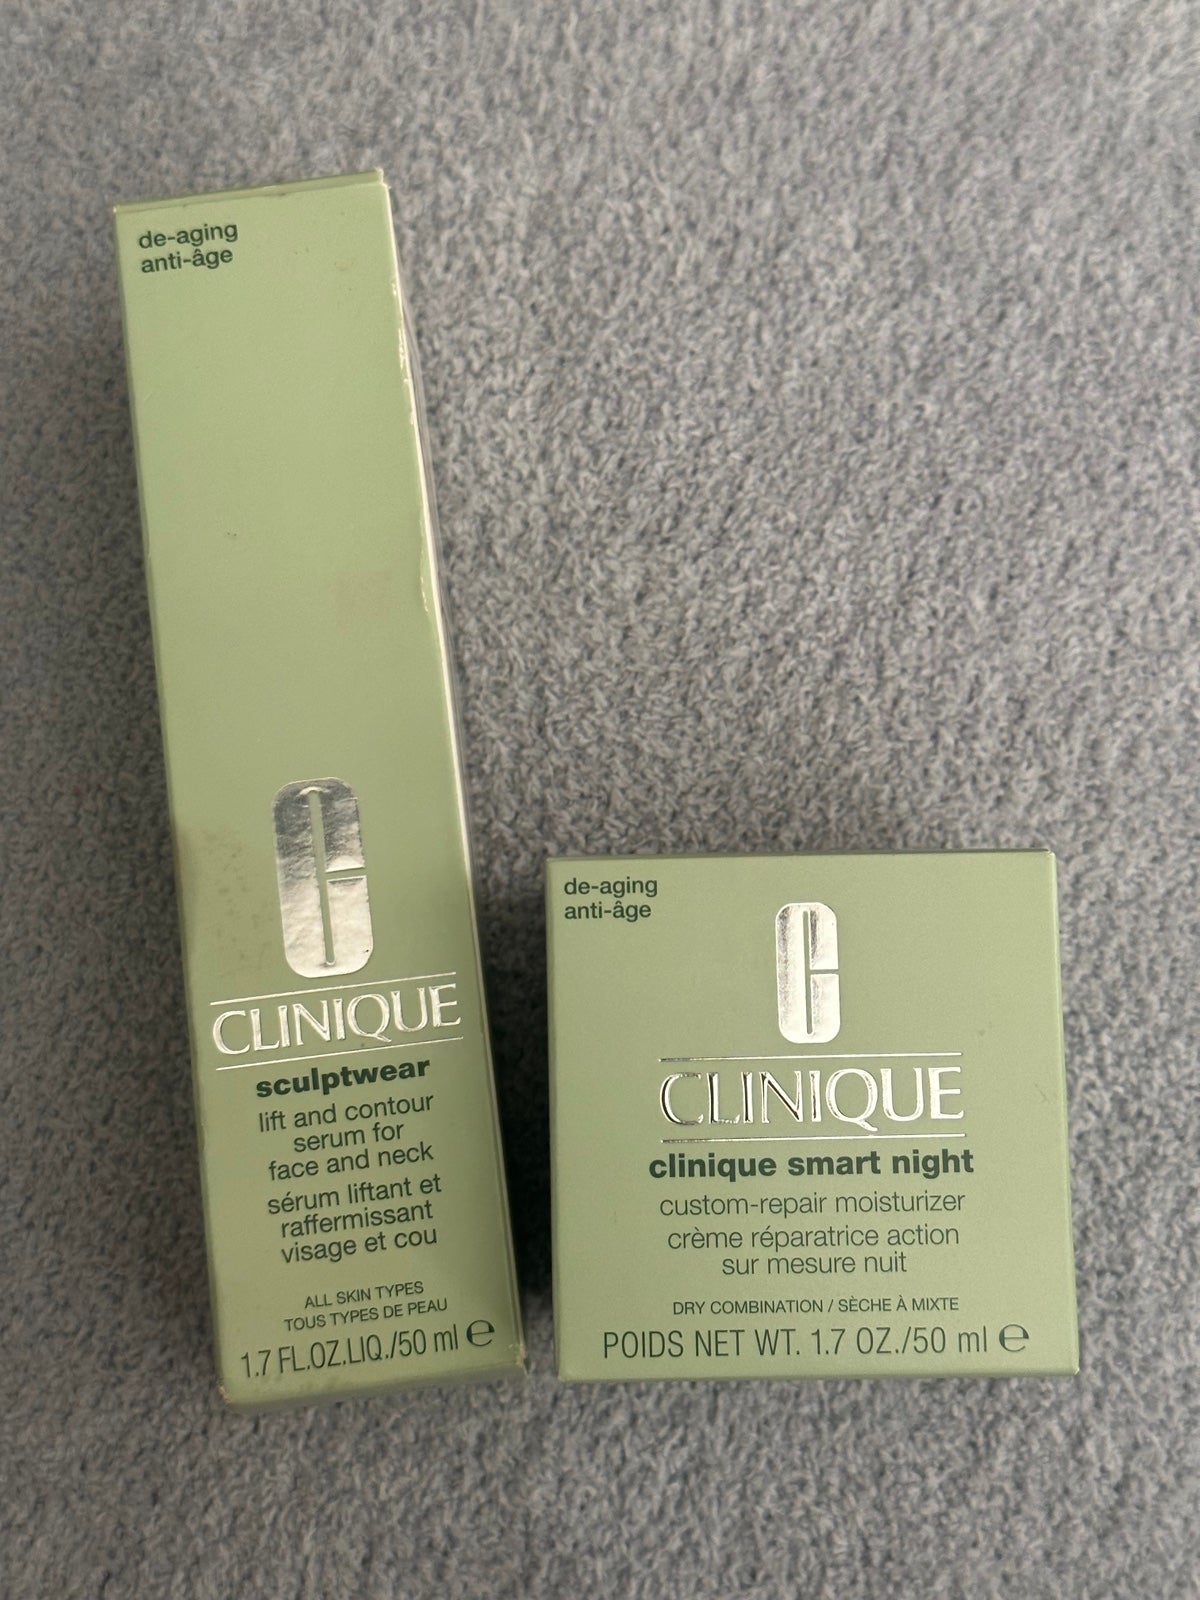 de-aging
anti-âge
CLINIQUE
sculptwear
lift and contour
serum for
face and neck
sérum liftant et
raffermissant
visage et cou
ALL SKIN TYPES
TOUS TYPES DE PEAU
1.7 FL.OZ.LIQ./50 ml ℮
de-aging
anti-âge
CLINIQUE
clinique smart night
custom-repair moisturizer
crème réparatrice action
sur mesure nuit
DRY COMBINATION / SÈCHE À MIXTE
POIDS NET WT. 1.7 OZ./50 ml ℮